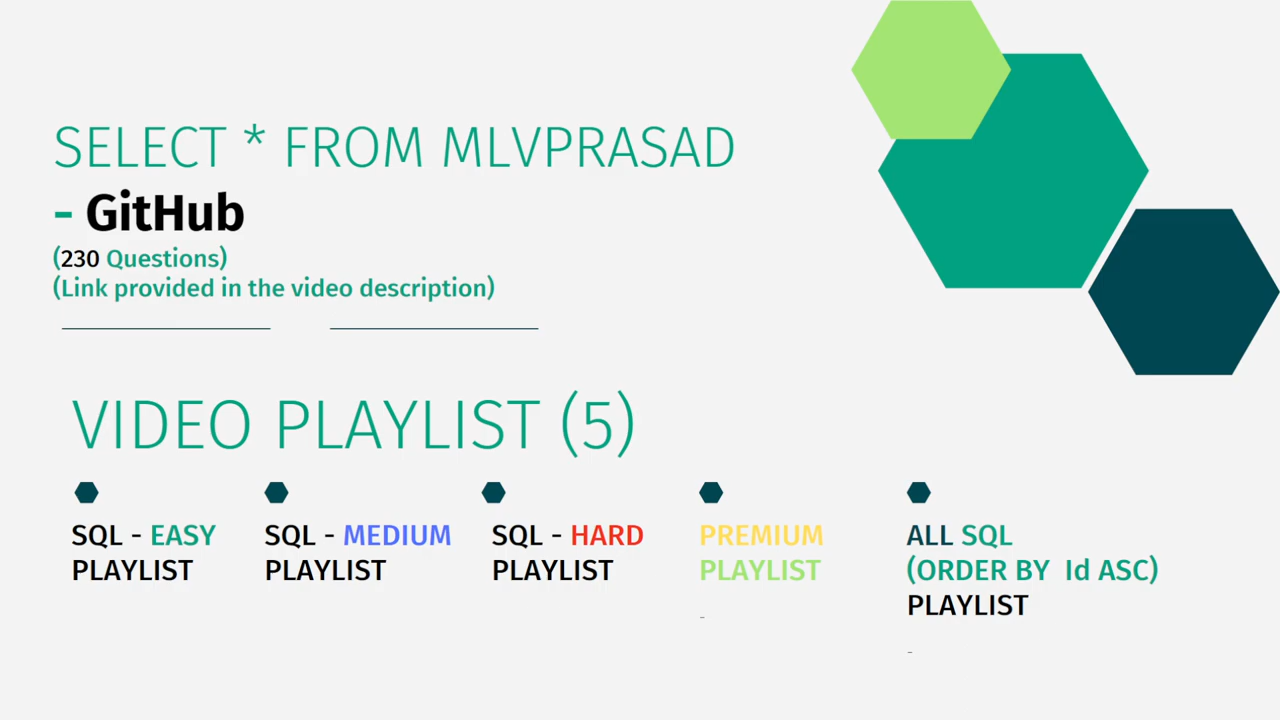 SELECT * FROM MLVPRASAD
- GitHub
(230 Questions)
(Link provided in the video description)
VIDEO PLAYLIST (5)
SQL - EASY
PLAYLIST
SQL - MEDIUM
PLAYLIST
SQL - HARD
PLAYLIST
PREMIUM
PLAYLIST
-
ALL SQL
(ORDER BY Id ASC)
PLAYLIST
-